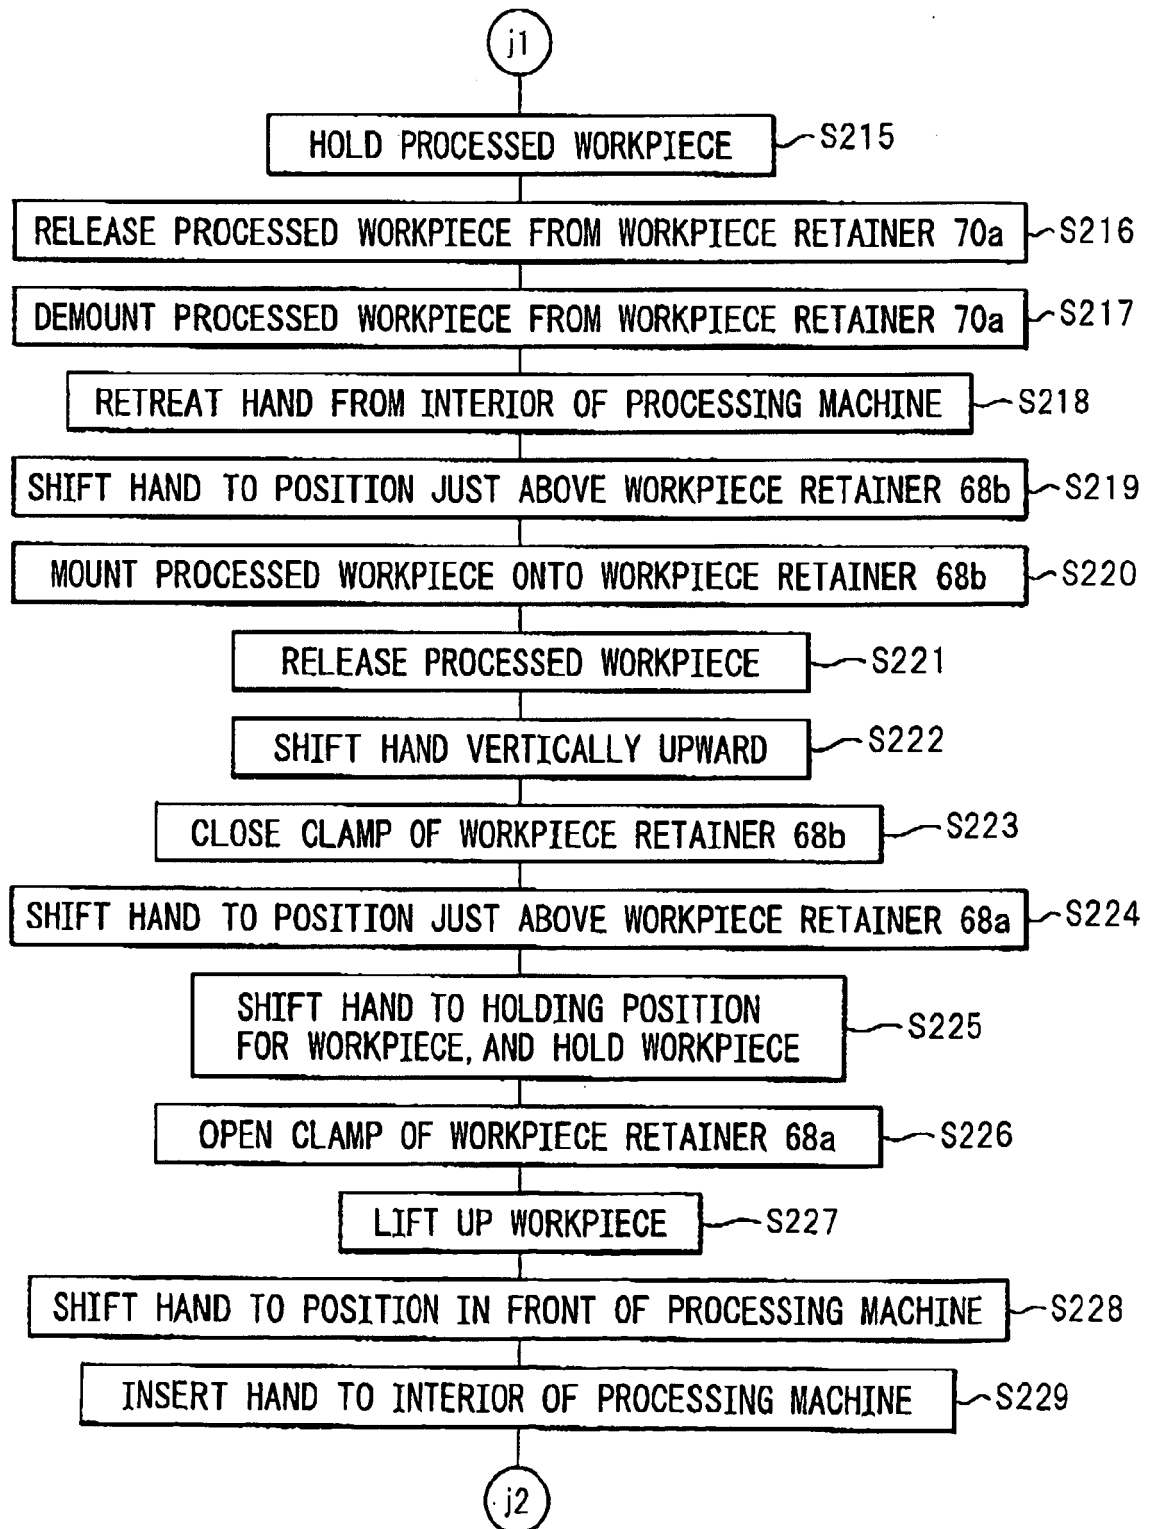 j1
HOLD PROCESSED WORKPIECE S215
RELEASE PROCESSED WORKPIECE FROM WORKPIECE RETAINER 70a S216
DEMOUNT PROCESSED WORKPIECE FROM WORKPIECE RETAINER 70a S217
RETREAT HAND FROM INTERIOR OF PROCESSING MACHINE S218
SHIFT HAND TO POSITION JUST ABOVE WORKPIECE RETAINER 68b S219
MOUNT PROCESSED WORKPIECE ONTO WORKPIECE RETAINER 68b S220
RELEASE PROCESSED WORKPIECE S221
SHIFT HAND VERTICALLY UPWARD S222
CLOSE CLAMP OF WORKPIECE RETAINER 68b S223
SHIFT HAND TO POSITION JUST ABOVE WORKPIECE RETAINER 68a S224
SHIFT HAND TO HOLDING POSITION
FOR WORKPIECE, AND HOLD WORKPIECE S225
OPEN CLAMP OF WORKPIECE RETAINER 68a S226
LIFT UP WORKPIECE S227
SHIFT HAND TO POSITION IN FRONT OF PROCESSING MACHINE S228
INSERT HAND TO INTERIOR OF PROCESSING MACHINE S229
j2